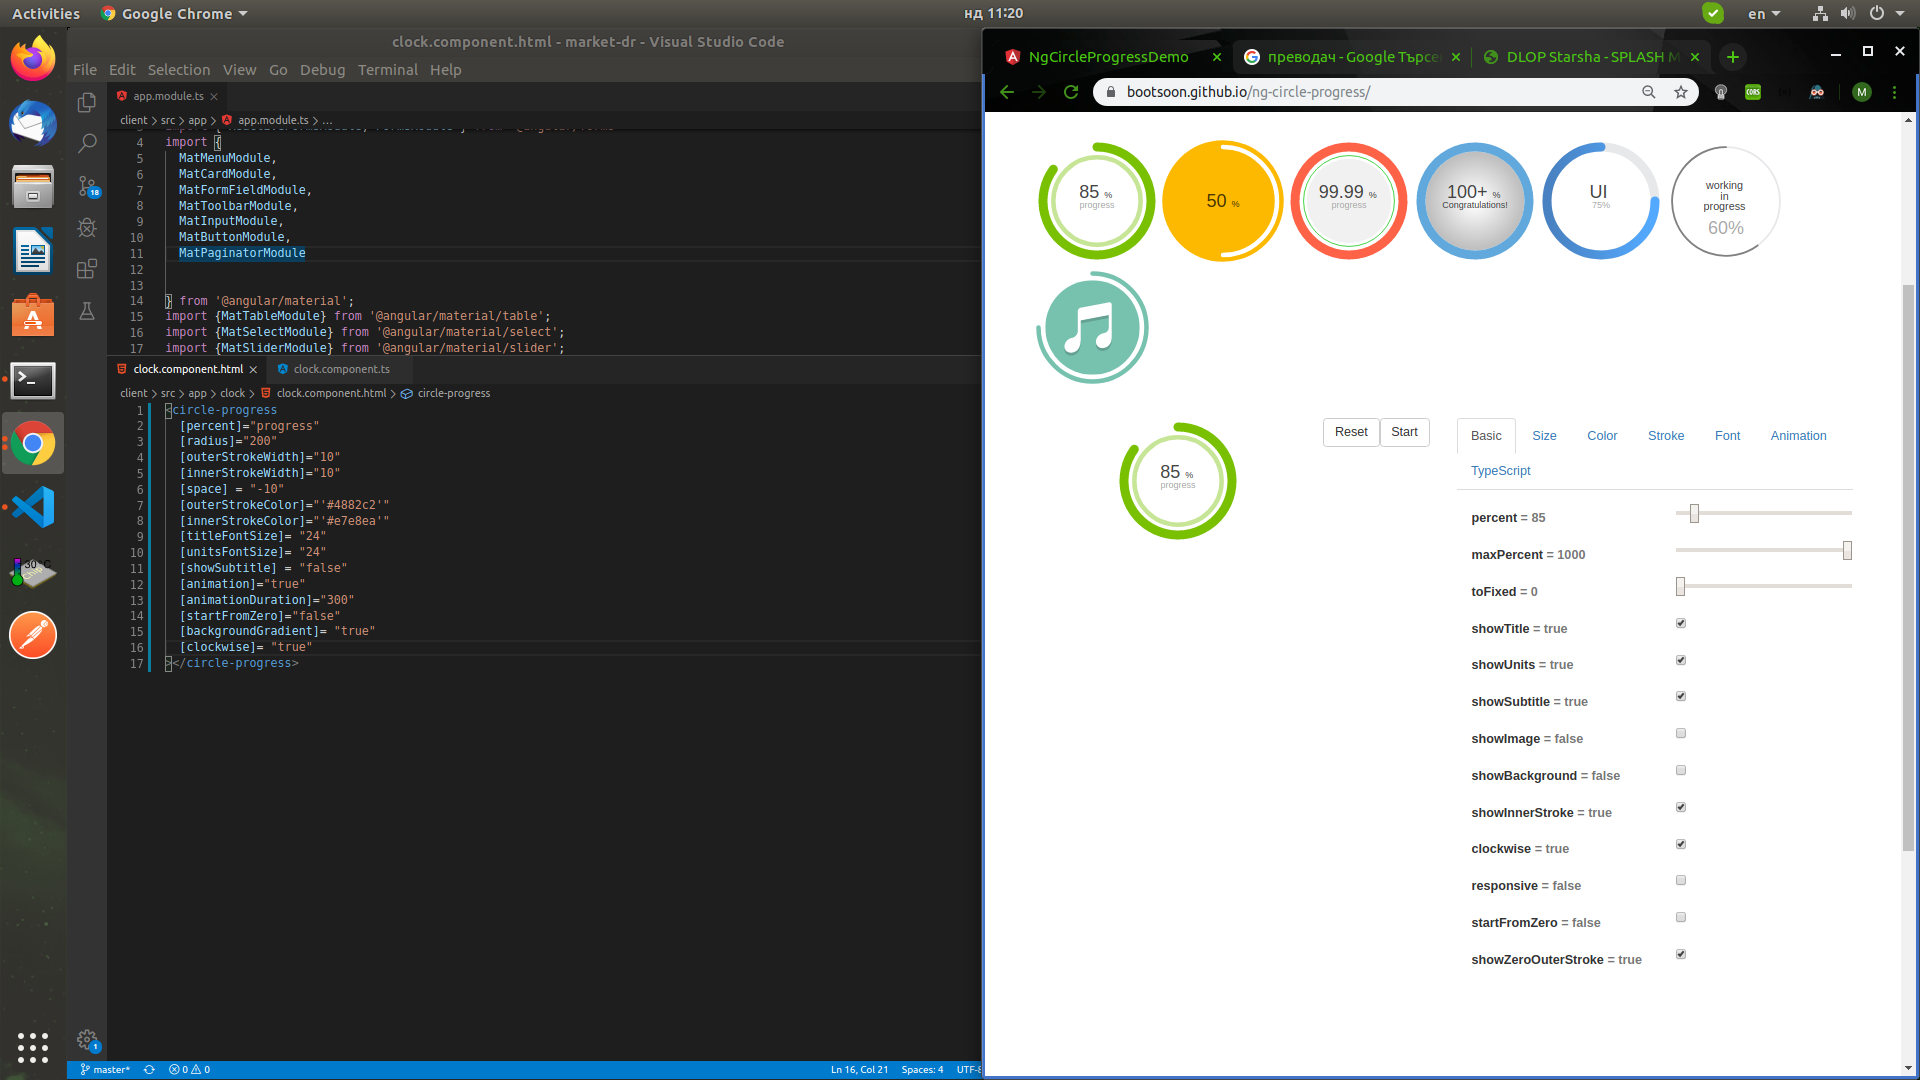 Activities
Google Chrome
нд 11:20
en
clock.component.html - market-dr - Visual Studio Code
File Edit Selection View Go Debug Terminal Help
app.module.ts
client > src > app > app.module.ts > ...
4 import {
5 MatMenuModule,
6 MatCardModule,
7 MatFormFieldModule,
8 MatToolbarModule,
9 MatInputModule,
10 MatButtonModule,
11 MatPaginatorModule
12
13
14 } from '@angular/material';
15 import {MatTableModule} from '@angular/material/table';
16 import {MatSelectModule} from '@angular/material/select';
17 import {MatSliderModule} from '@angular/material/slider';
18
clock.component.html
clock.component.ts
client > src > app > clock > clock.component.html > circle-progress
1 <circle-progress
2 [percent]="progress"
3 [radius]="200"
4 [outerStrokeWidth]="10"
5 [innerStrokeWidth]="10"
6 [space] = "-10"
7 [outerStrokeColor]="'#4882c2'"
8 [innerStrokeColor]="'#e7e8ea'"
9 [titleFontSize]= "24"
10 [unitsFontSize]= "24"
11 [showSubtitle] = "false"
12 [animation]="true"
13 [animationDuration]="300"
14 [startFromZero]="false"
15 [backgroundGradient]= "true"
16 [clockwise]= "true"
17 ></circle-progress>
1
30 °C
master*
0 0
Ln 16, Col 21
Spaces: 4
UTF-8
NgCircleProgressDemo
преводач - Google Търсе
DLOP Starsha - SPLASH M
bootsoon.github.io/ng-circle-progress/
CORS
M
85 %
progress
50 %
99.99 %
progress
100+ %
Congratulations!
UI
75%
working
in
progress
60%
85 %
progress
Reset
Start
Basic
Size
Color
Stroke
Font
Animation
TypeScript
percent = 85
maxPercent = 1000
toFixed = 0
showTitle = true
showUnits = true
showSubtitle = true
showImage = false
showBackground = false
showInnerStroke = true
clockwise = true
responsive = false
startFromZero = false
showZeroOuterStroke = true